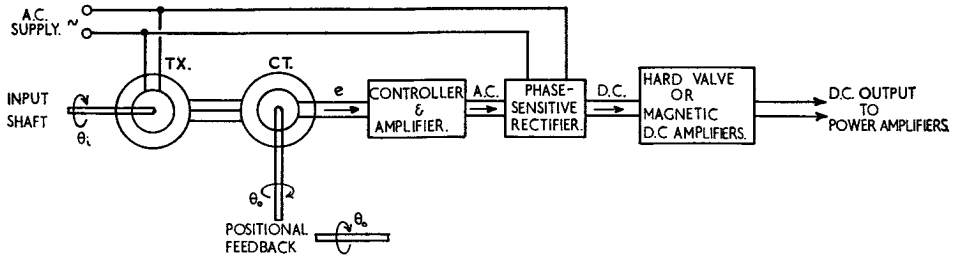 A.C.
SUPPLY. ~
TX.
CT.
INPUT
SHAFT
θi
e
CONTROLLER
&
AMPLIFIER.
A.C.
PHASE-
SENSITIVE
RECTIFIER.
D.C.
HARD VALVE
OR
MAGNETIC
D.C AMPLIFIERS.
D.C. OUTPUT
TO
POWER AMPLIFIERS.
θo
POSITIONAL
FEEDBACK
θo